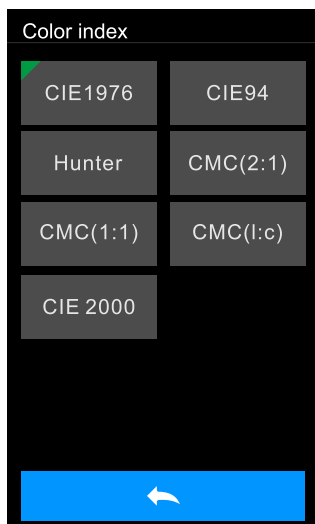 Color index
CIE1976 CIE94
Hunter CMC(2:1)
CMC(1:1) CMC(l:c)
CIE 2000